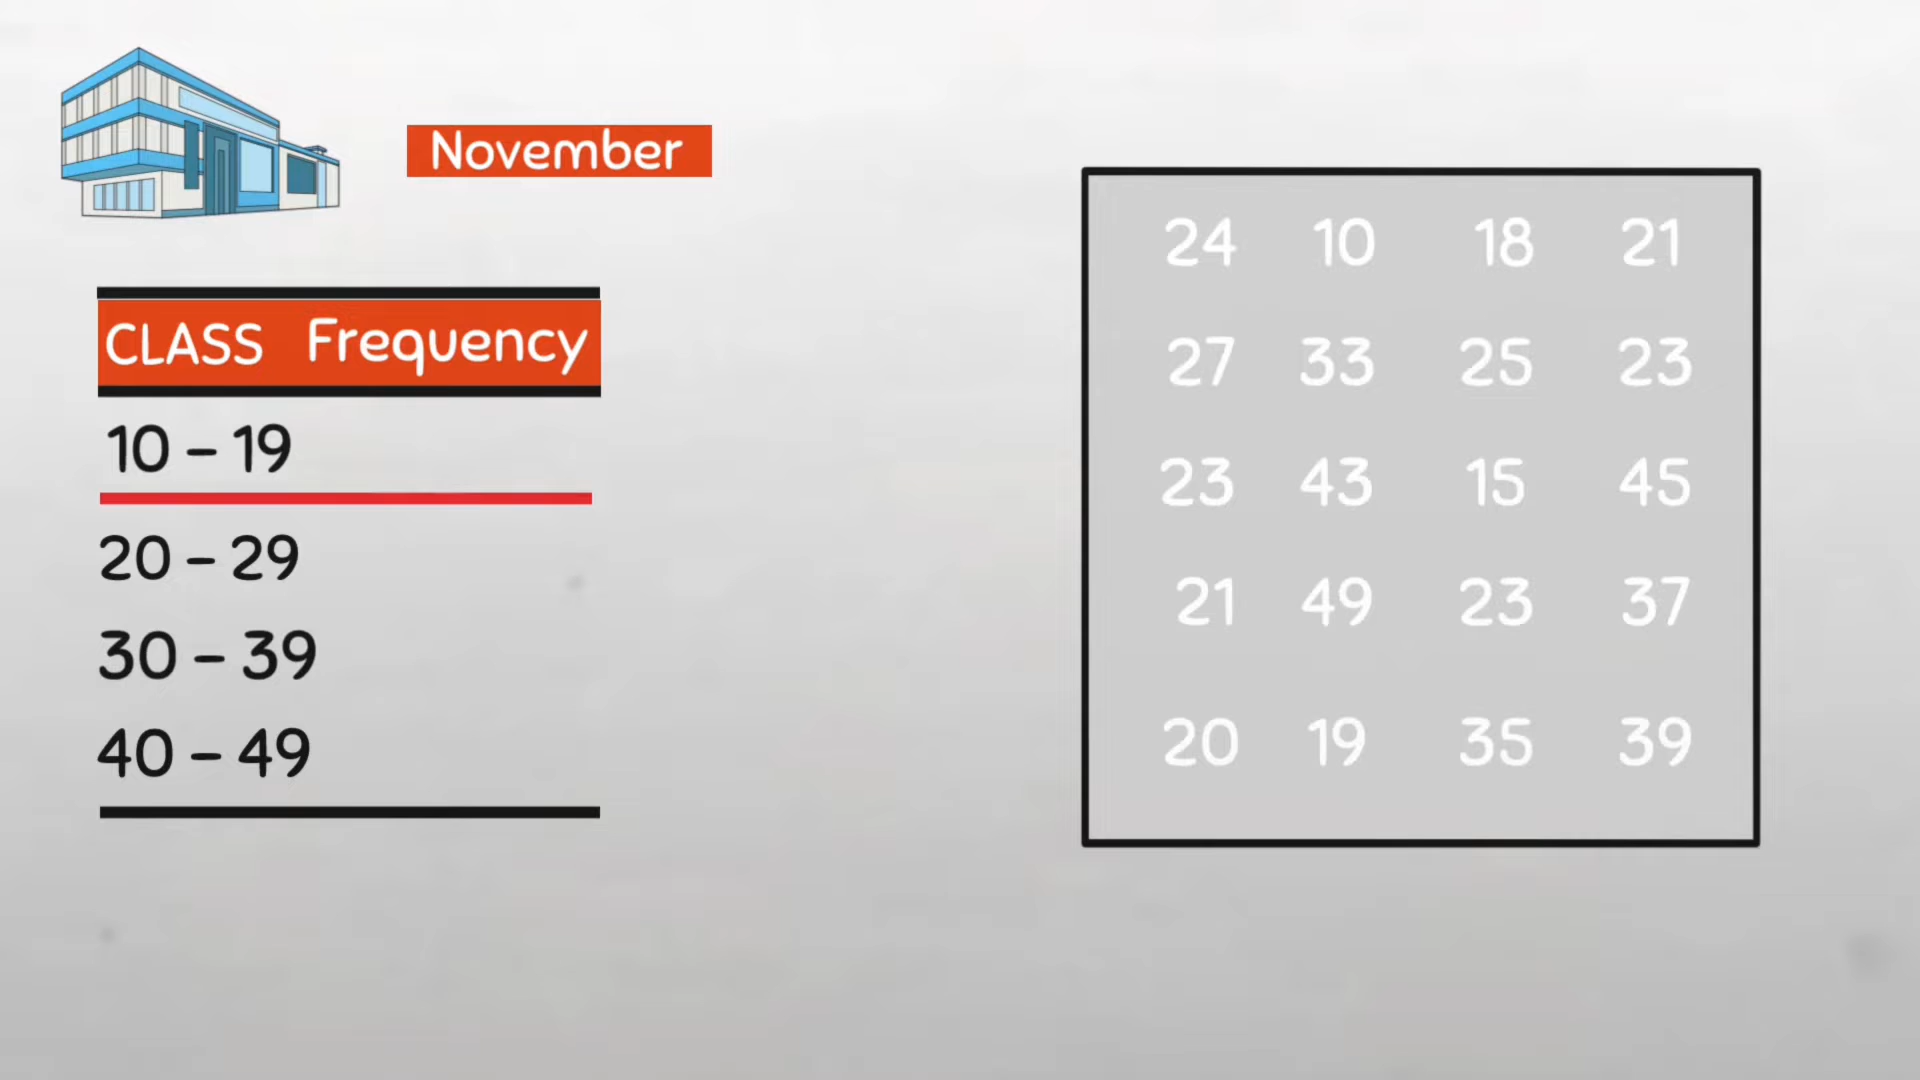 November
CLASS Frequency
10 – 19
20 – 29
30 – 39
40 – 49
24 10 18 21
27 33 25 23
23 43 15 45
21 49 23 37
20 19 35 39